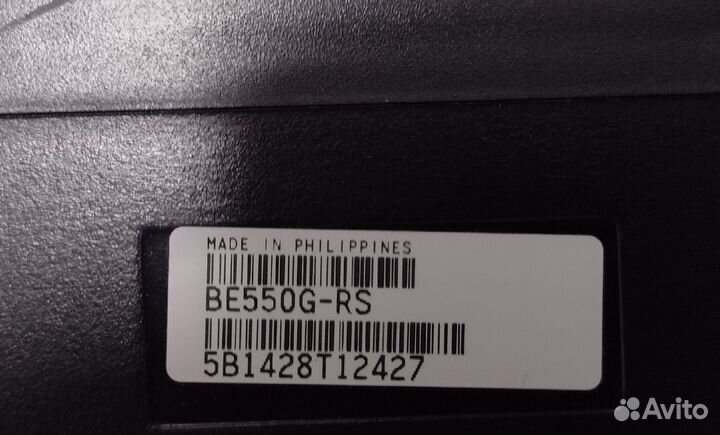 MADE IN PHILIPPINES
BE550G-RS
5B1428T12427
Avito